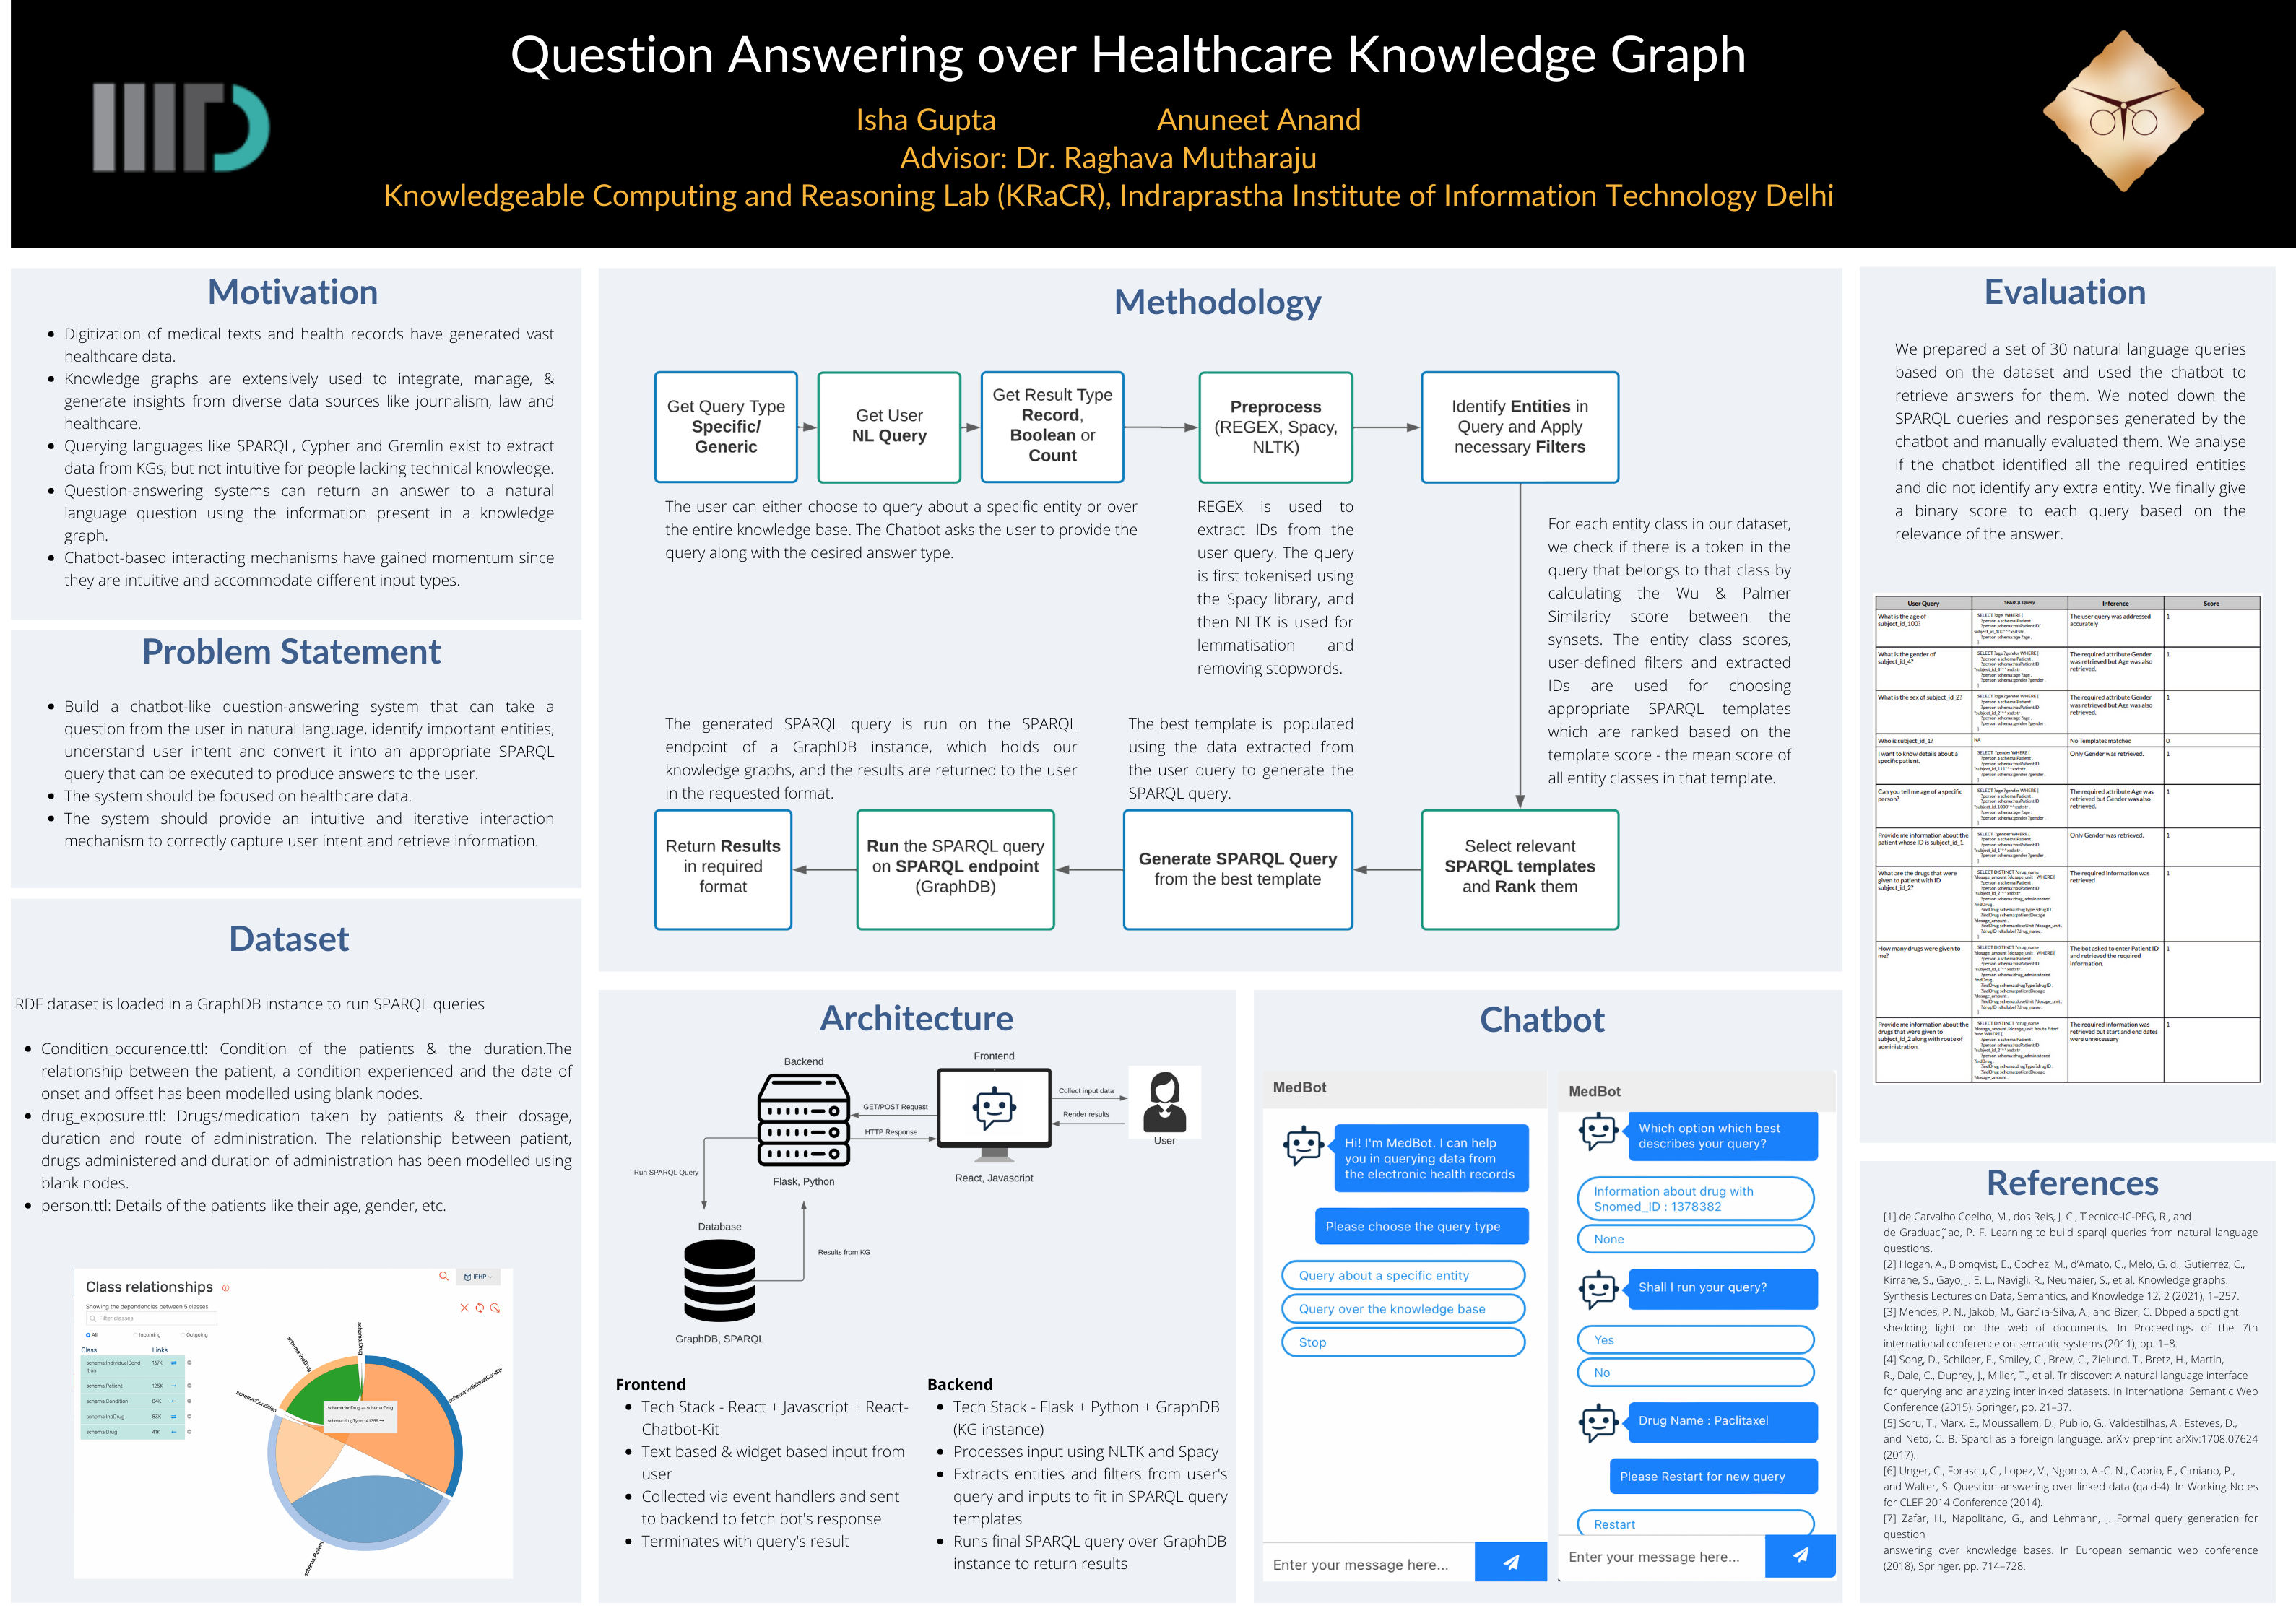 Question Answering over Healthcare Knowledge Graph
Isha Gupta Anuneet Anand
Advisor: Dr. Raghava Mutharaju
Knowledgeable Computing and Reasoning Lab (KRaCR), Indraprastha Institute of Information Technology Delhi
Motivation
• Digitization of medical texts and health records have generated vast
healthcare data.
• Knowledge graphs are extensively used to integrate, manage, &
generate insights from diverse data sources like journalism, law and
healthcare.
• Querying languages like SPARQL, Cypher and Gremlin exist to extract
data from KGs, but not intuitive for people lacking technical knowledge.
• Question-answering systems can return an answer to a natural
language question using the information present in a knowledge
graph.
• Chatbot-based interacting mechanisms have gained momentum since
they are intuitive and accommodate different input types.
Problem Statement
• Build a chatbot-like question-answering system that can take a
question from the user in natural language, identify important entities,
understand user intent and convert it into an appropriate SPARQL
query that can be executed to produce answers to the user.
• The system should be focused on healthcare data.
• The system should provide an intuitive and iterative interaction
mechanism to correctly capture user intent and retrieve information.
Dataset
RDF dataset is loaded in a GraphDB instance to run SPARQL queries
• Condition_occurence.ttl: Condition of the patients & the duration.The
relationship between the patient, a condition experienced and the date of
onset and offset has been modelled using blank nodes.
• drug_exposure.ttl: Drugs/medication taken by patients & their dosage,
duration and route of administration. The relationship between patient,
drugs administered and duration of administration has been modelled using
blank nodes.
• person.ttl: Details of the patients like their age, gender, etc.
Class relationships
IFHP
Showing the dependencies between 5 classes
Filter classes
All Incoming Outgoing
Class Links
schema:IndividualCond
ition 167K
schema:Patient 125K
schema:Condition 84K
schema:IndDrug 83K
schema:Drug 41K
schema:IndDrug
schema:Drug
schema:Condition
schema:Patient
Methodology
Get Query Type
Specific/
Generic
Get User
NL Query
Get Result Type
Record,
Boolean or
Count
Preprocess
(REGEX, Spacy,
NLTK)
Identify Entities in
Query and Apply
necessary Filters
The user can either choose to query about a specific entity or over
the entire knowledge base. The Chatbot asks the user to provide the
query along with the desired answer type.
REGEX is used to
extract IDs from the
user query. The query
is first tokenised using
the Spacy library, and
then NLTK is used for
lemmatisation and
removing stopwords.
For each entity class in our dataset,
we check if there is a token in the
query that belongs to that class by
calculating the Wu & Palmer
Similarity score between the
synsets. The entity class scores,
user-defined filters and extracted
IDs are used for choosing
appropriate SPARQL templates
which are ranked based on the
template score - the mean score of
all entity classes in that template.
The generated SPARQL query is run on the SPARQL
endpoint of a GraphDB instance, which holds our
knowledge graphs, and the results are returned to the user
in the requested format.
The best template is populated
using the data extracted from
the user query to generate the
SPARQL query.
Return Results
in required
format
Run the SPARQL query
on SPARQL endpoint
(GraphDB)
Generate SPARQL Query
from the best template
Select relevant
SPARQL templates
and Rank them
Architecture
Backend
Frontend
GET/POST Request
HTTP Response
Collect input data
Render results
User
Flask, Python
React, Javascript
Run SPARQL Query
Database
Results from KG
GraphDB, SPARQL
Frontend
• Tech Stack - React + Javascript + React-
Chatbot-Kit
• Text based & widget based input from
user
• Collected via event handlers and sent
to backend to fetch bot's response
• Terminates with query's result
Backend
• Tech Stack - Flask + Python + GraphDB
(KG instance)
• Processes input using NLTK and Spacy
• Extracts entities and filters from user's
query and inputs to fit in SPARQL query
templates
• Runs final SPARQL query over GraphDB
instance to return results
Chatbot
MedBot
Hi! I'm MedBot. I can help
you in querying data from
the electronic health records
Please choose the query type
Query about a specific entity
Query over the knowledge base
Stop
Enter your message here...
MedBot
Which option which best
describes your query?
Information about drug with
Snomed_ID : 1378382
None
Shall I run your query?
Yes
No
Drug Name : Paclitaxel
Please Restart for new query
Restart
Enter your message here...
Evaluation
We prepared a set of 30 natural language queries
based on the dataset and used the chatbot to
retrieve answers for them. We noted down the
SPARQL queries and responses generated by the
chatbot and manually evaluated them. We analyse
if the chatbot identified all the required entities
and did not identify any extra entity. We finally give
a binary score to each query based on the
relevance of the answer.
User Query SPARQL Query Inference Score
What is the age of
subject_id_100?
The user query was addressed
accurately
1
What is the gender of
subject_id_4?
The required attribute Gender
was retrieved but Age was also
retrieved.
1
What is the sex of subject_id_2?
The required attribute Gender
was retrieved but Age was also
retrieved.
1
Who is subject_id_1? NA No Templates matched 0
I want to know details about a
specific patient.
Only Gender was retrieved.
1
Can you tell me age of a specific
person?
The required attribute Age was
retrieved but Gender was also
retrieved.
1
Provide me information about the
patient whose ID is subject_id_1.
Only Gender was retrieved.
1
What are the drugs that were
given to patient with ID
subject_id_2?
The required information was
retrieved
1
How many drugs were given to
me?
The bot asked to enter Patient ID
and retrieved the required
information.
1
Provide me information about the
drugs that were given to
subject_id_2 along with route of
administration.
The required information was
retrieved but start and end dates
were unnecessary
1
References
[1] de Carvalho Coelho, M., dos Reis, J. C., T´ecnico-IC-PFG, R., and
de Graduac¸˜ao, P. F. Learning to build sparql queries from natural language
questions.
[2] Hogan, A., Blomqvist, E., Cochez, M., d'Amato, C., Melo, G. d., Gutierrez, C.,
Kirrane, S., Gayo, J. E. L., Navigli, R., Neumaier, S., et al. Knowledge graphs.
Synthesis Lectures on Data, Semantics, and Knowledge 12, 2 (2021), 1–257.
[3] Mendes, P. N., Jakob, M., Garc´ıa-Silva, A., and Bizer, C. Dbpedia spotlight:
shedding light on the web of documents. In Proceedings of the 7th
international conference on semantic systems (2011), pp. 1–8.
[4] Song, D., Schilder, F., Smiley, C., Brew, C., Zielund, T., Bretz, H., Martin,
R., Dale, C., Duprey, J., Miller, T., et al. Tr discover: A natural language interface
for querying and analyzing interlinked datasets. In International Semantic Web
Conference (2015), Springer, pp. 21–37.
[5] Soru, T., Marx, E., Moussallem, D., Publio, G., Valdestilhas, A., Esteves, D.,
and Neto, C. B. Sparql as a foreign language. arXiv preprint arXiv:1708.07624
(2017).
[6] Unger, C., Forascu, C., Lopez, V., Ngomo, A.-C. N., Cabrio, E., Cimiano, P.,
and Walter, S. Question answering over linked data (qald-4). In Working Notes
for CLEF 2014 Conference (2014).
[7] Zafar, H., Napolitano, G., and Lehmann, J. Formal query generation for
question
answering over knowledge bases. In European semantic web conference
(2018), Springer, pp. 714–728.